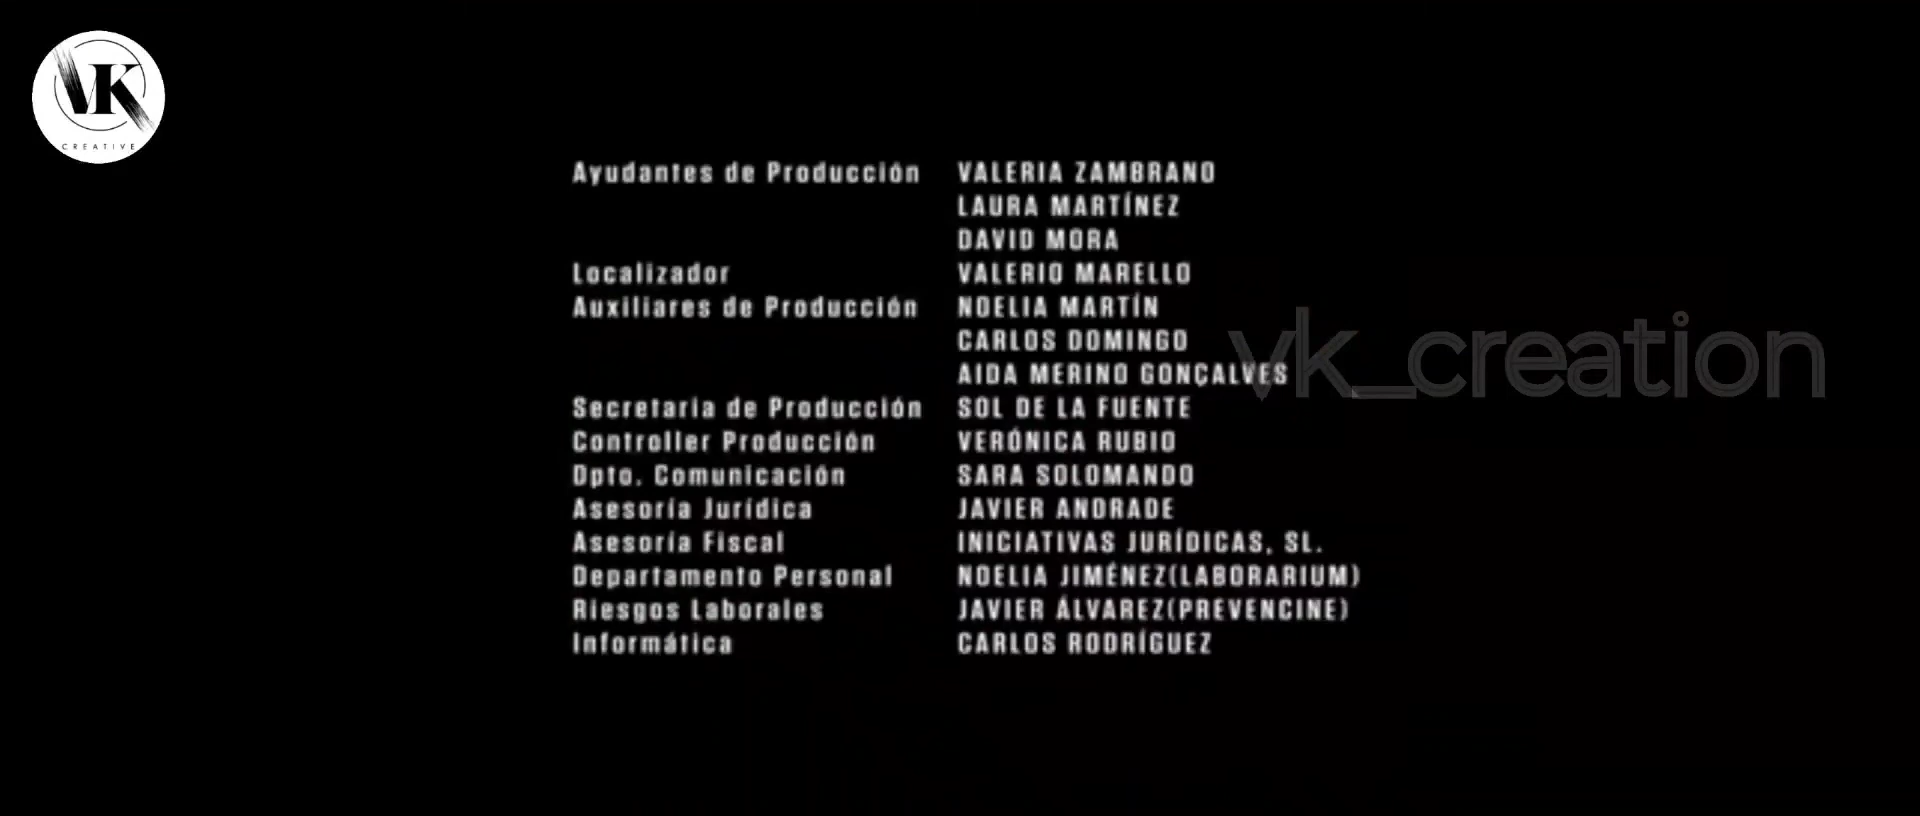 VK
CREATIVE
Ayudantes de Producción VALERIA ZAMBRANO
LAURA MARTÍNEZ
DAVID MORA
Localizador VALERIO MARELLO
Auxiliares de Producción NOELIA MARTÍN
CARLOS DOMINGO
AIDA MERINO GONÇALVES
vk_creation
Secretaria de Producción SOL DE LA FUENTE
Controller Producción VERÓNICA RUBIO
Dpto. Comunicación SARA SOLOMANDO
Asesoría Jurídica JAVIER ANDRADE
Asesoría Fiscal INICIATIVAS JURÍDICAS, SL.
Departamento Personal NOELIA JIMÉNEZ(LABORARIUM)
Riesgos Laborales JAVIER ÁLVAREZ(PREVENCINE)
Informática CARLOS RODRÍGUEZ